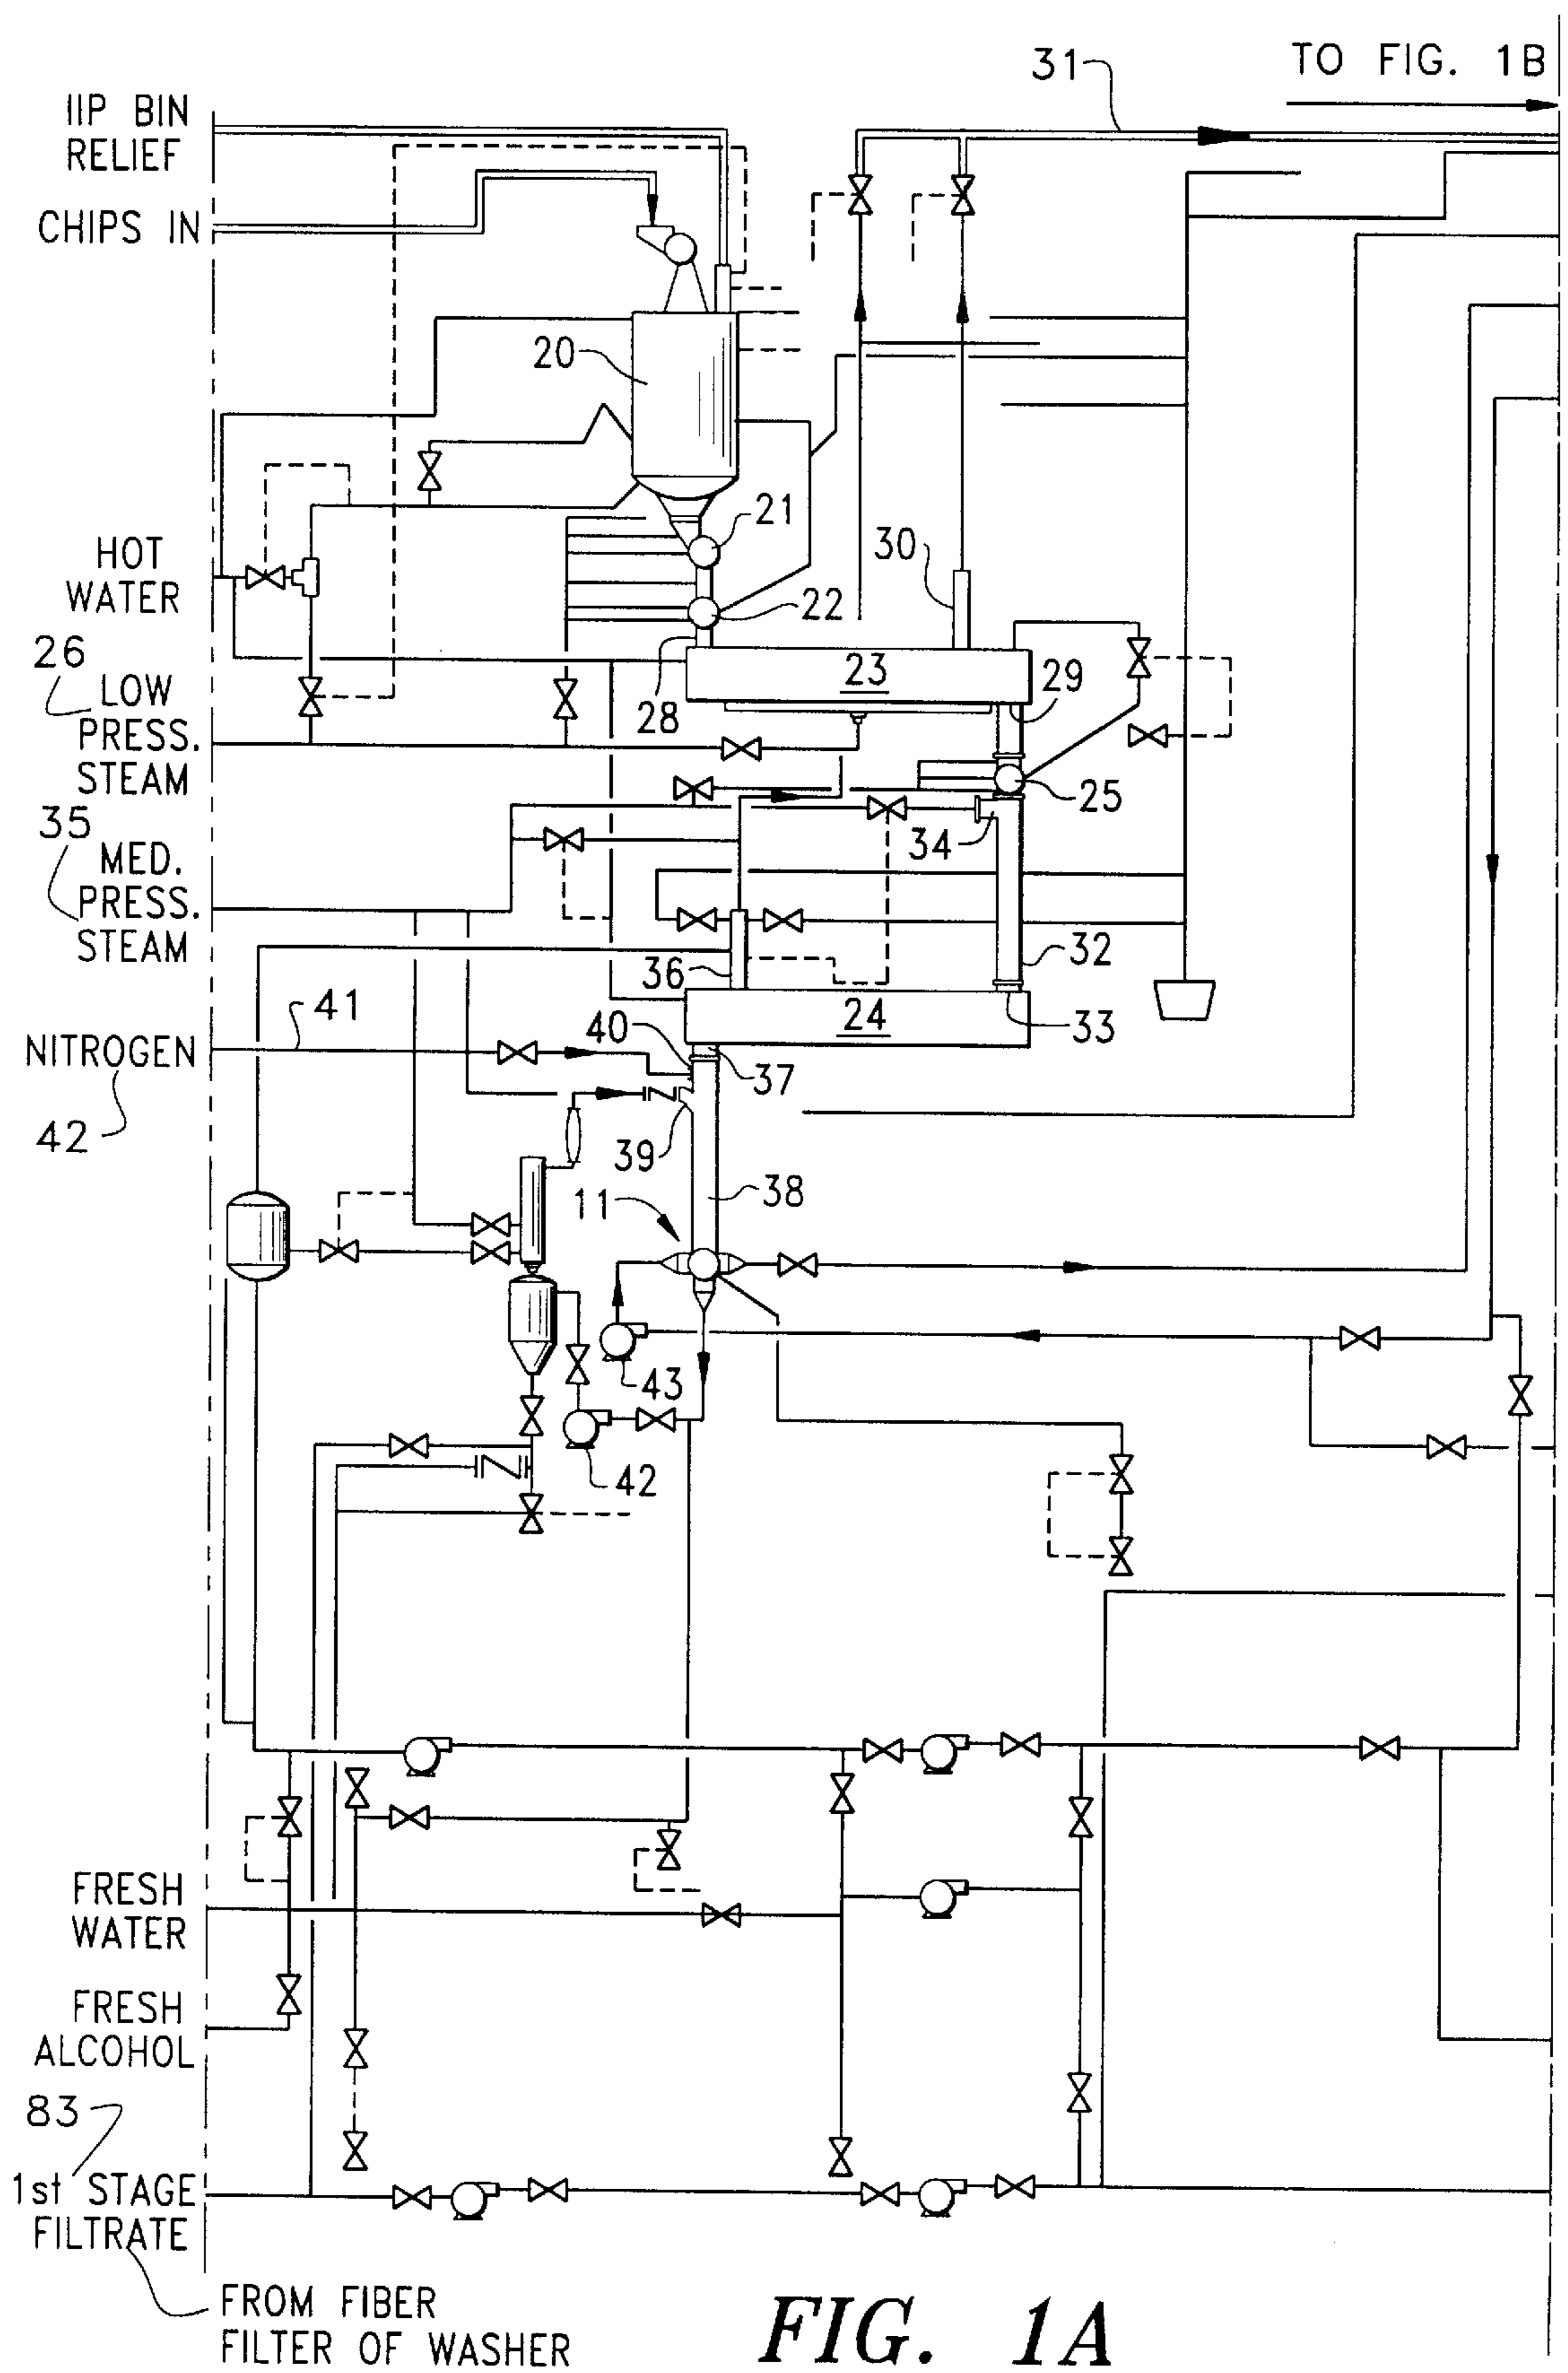 TO FIG. 1B
31
IIP BIN
RELIEF
CHIPS IN
20
21
30
HOT
WATER
22
26
LOW
PRESS.
STEAM
23
29
28
25
35
MED.
PRESS.
STEAM
34
32
36
24
41
40
33
NITROGEN
37
42
39
38
11
43
42
FRESH
WATER
FRESH
ALCOHOL
83
1st STAGE
FILTRATE
FROM FIBER
FILTER OF WASHER
FIG. 1A